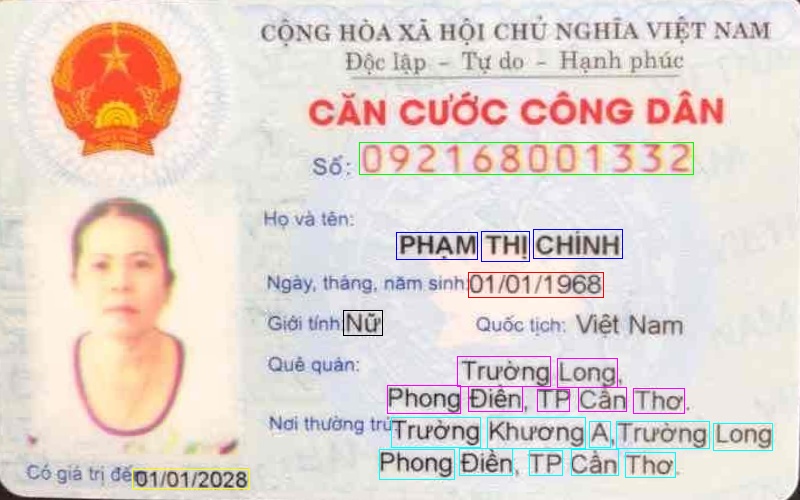 CỘNG HÒA XÃ HỘI CHỦ NGHĨA VIỆT NAM
Độc lập - Tự do - Hạnh phúc
CĂN CƯỚC CÔNG DÂN
Số: 092168001332
Họ và tên:
PHẠM THỊ CHÍNH
Ngày, tháng, năm sinh: 01/01/1968
Giới tính: Nữ Quốc tịch: Việt Nam
Quê quán: Trường Long,
Phong Điền, TP Cần Thơ.
Nơi thường trú: Trường Khương A, Trường Long
Phong Điền, TP Cần Thơ.
Có giá trị đến 01/01/2028